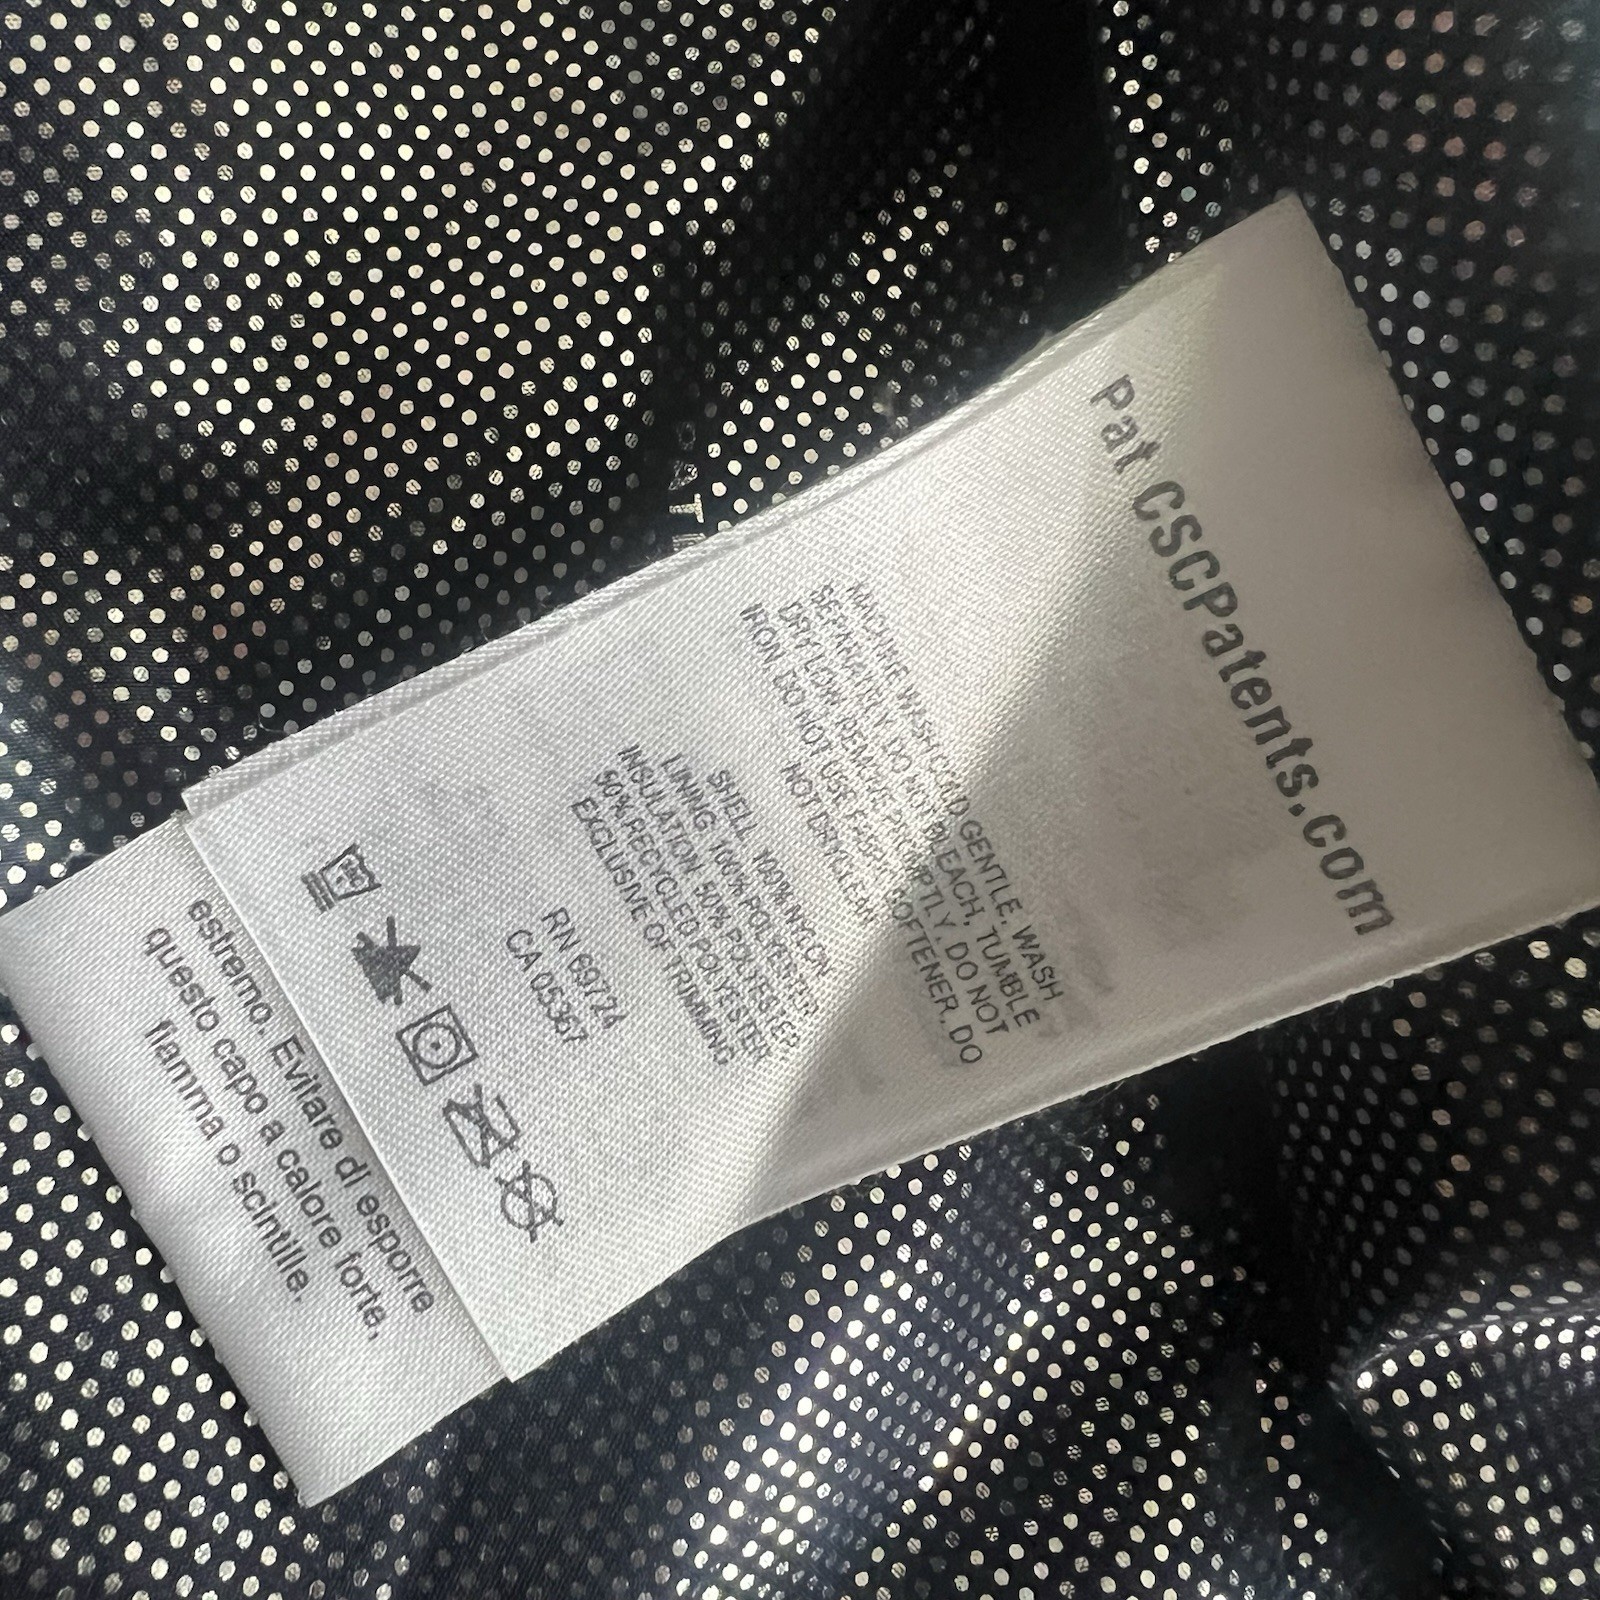 Pat CSCPatents.com
MACHINE WASH COLD GENTLE, WASH
SEPARATELY, DO NOT BLEACH, TUMBLE
DRY LOW, REMOVE PROMPTLY, DO NOT
IRON, DO NOT USE FABRIC SOFTENER, DO
NOT DRYCLEAN
SHELL 100% NYLON
LINING 100% POLYESTER
INSULATION 50% POLYESTER
50% RECYCLED POLYESTER
EXCLUSIVE OF TRIMMING
RN 69724
CA 05367
estremo. Evitare di esporre
questo capo a calore forte,
fiamma o scintille.